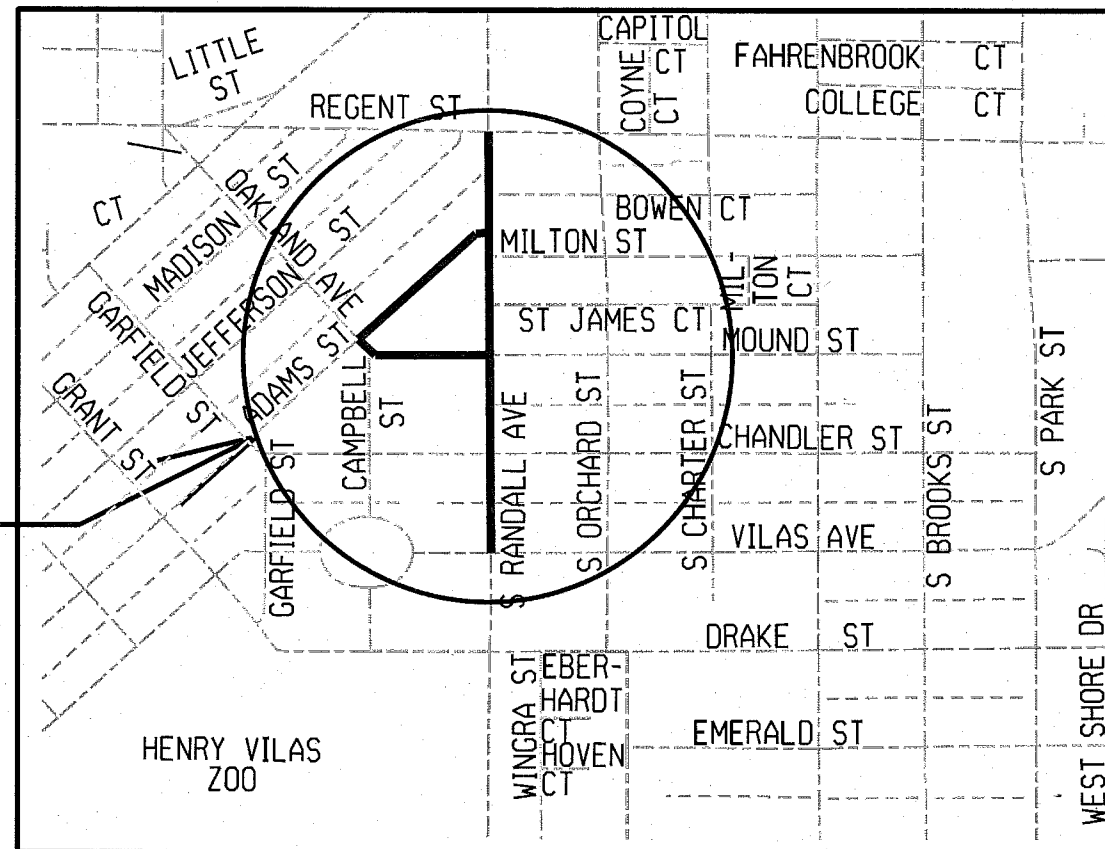 CAPITOL
CT
LITTLE
ST
COYNE
CT
FAHRENBROOK CT
COLLEGE CT
REGENT ST
CT
MADISON ST
OAKLAND AVE
JEFFERSON ST
GARFIELD ST
ADAMS ST
GRANT ST
BOWEN CT
MILTON ST
MIL-
TON
CT
ST JAMES CT
MOUND ST
CAMPBELL
ST
GARFIELD ST
S RANDALL AVE
S ORCHARD ST
S CHARTER ST
CHANDLER ST
VILAS AVE
S BROOKS ST
S PARK ST
DRAKE ST
WINGRA ST
EBER-
HARDT
CT
HOVEN
CT
EMERALD ST
WEST SHORE DR
HENRY VILAS
ZOO